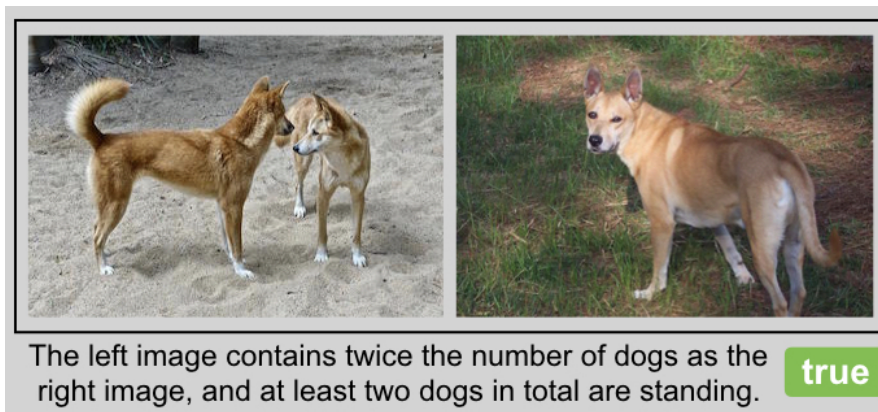 The left image contains twice the number of dogs as the
right image, and at least two dogs in total are standing.
true